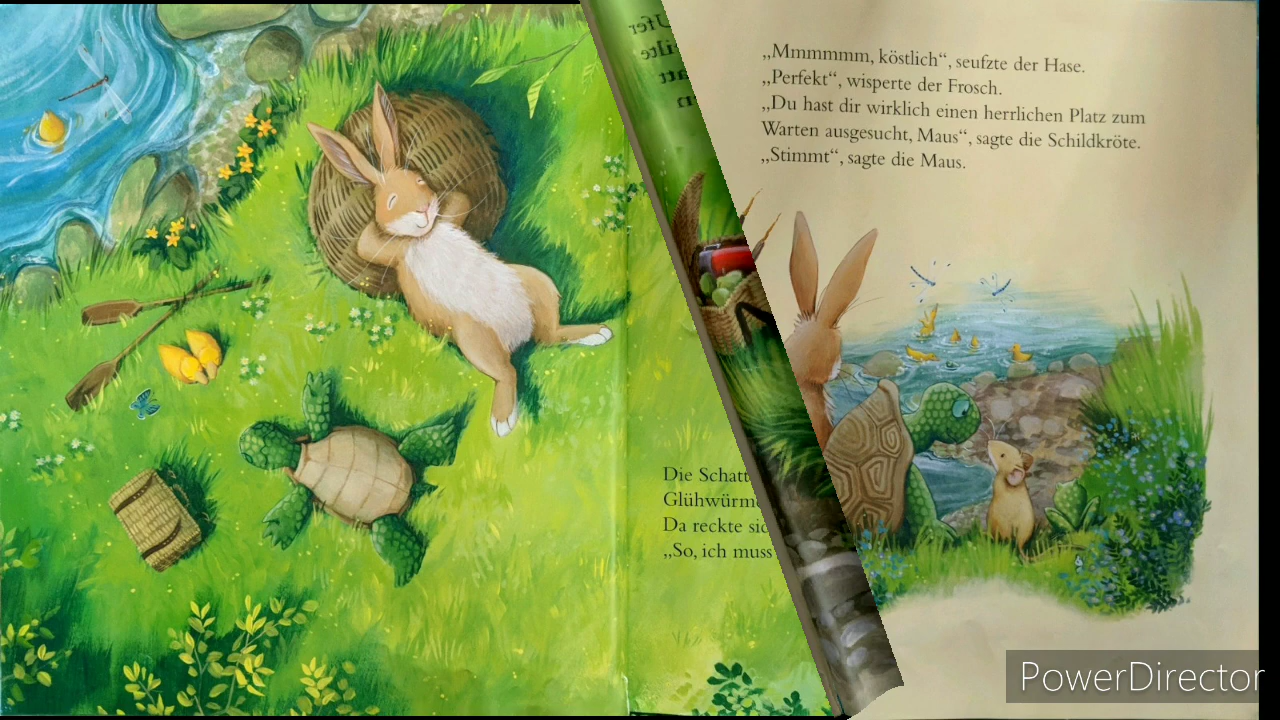 „Mmmmmm, köstlich“, seufzte der Hase.
„Perfekt“, wisperte der Frosch.
„Du hast dir wirklich einen herrlichen Platz zum
Warten ausgesucht, Maus“, sagte die Schildkröte.
„Stimmt“, sagte die Maus.
Die Schatt
Glühwürm
Da reckte sic
„So, ich muss
PowerDirector